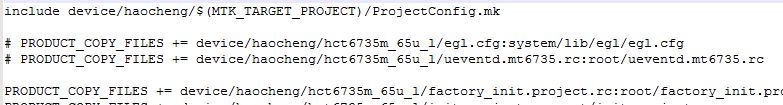 include device/haocheng/$(MTK_TARGET_PROJECT)/ProjectConfig.mk
# PRODUCT_COPY_FILES += device/haocheng/hct6735m_65u_l/egl.cfg:system/lib/egl/egl.cfg
# PRODUCT_COPY_FILES += device/haocheng/hct6735m_65u_l/ueventd.mt6735.rc:root/ueventd.mt6735.rc
PRODUCT_COPY_FILES += device/haocheng/hct6735m_65u_l/factory_init.project.rc:root/factory_init.pro